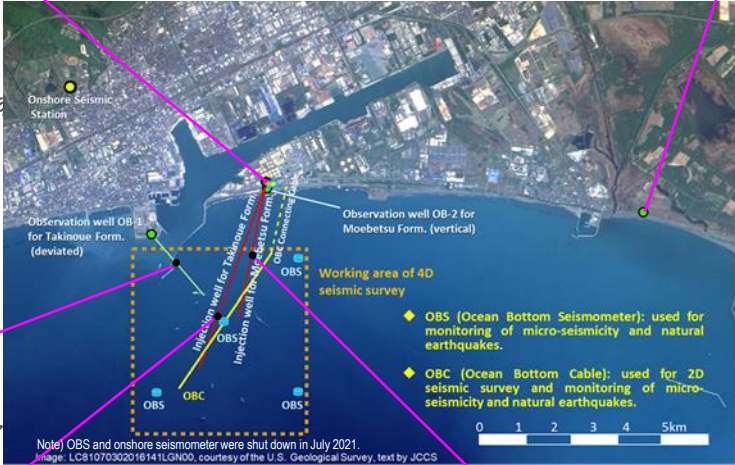 Onshore Seismic
Station
Observation well OB-1
for Takinoue Form.
(deviated)
Injection well for Takinoue Form.
Injection well for Moebetsu Form.
OBC Connecting
Observation well OB-2 for
Moebetsu Form. (vertical)
OBS
Working area of 4D
seismic survey
OBS
OBS
OBC
OBS
◆ OBS (Ocean Bottom Seismometer): used for
monitoring of micro-seismicity and natural
earthquakes.
◆ OBC (Ocean Bottom Cable): used for 2D
seismic survey and monitoring of micro-
seismicity and natural earthquakes.
0 1 2 3 4 5km
Note) OBS and onshore seismometer were shut down in July 2021.
Image: LC81070302016141LGN00, courtesy of the U.S. Geological Survey, text by JCCS